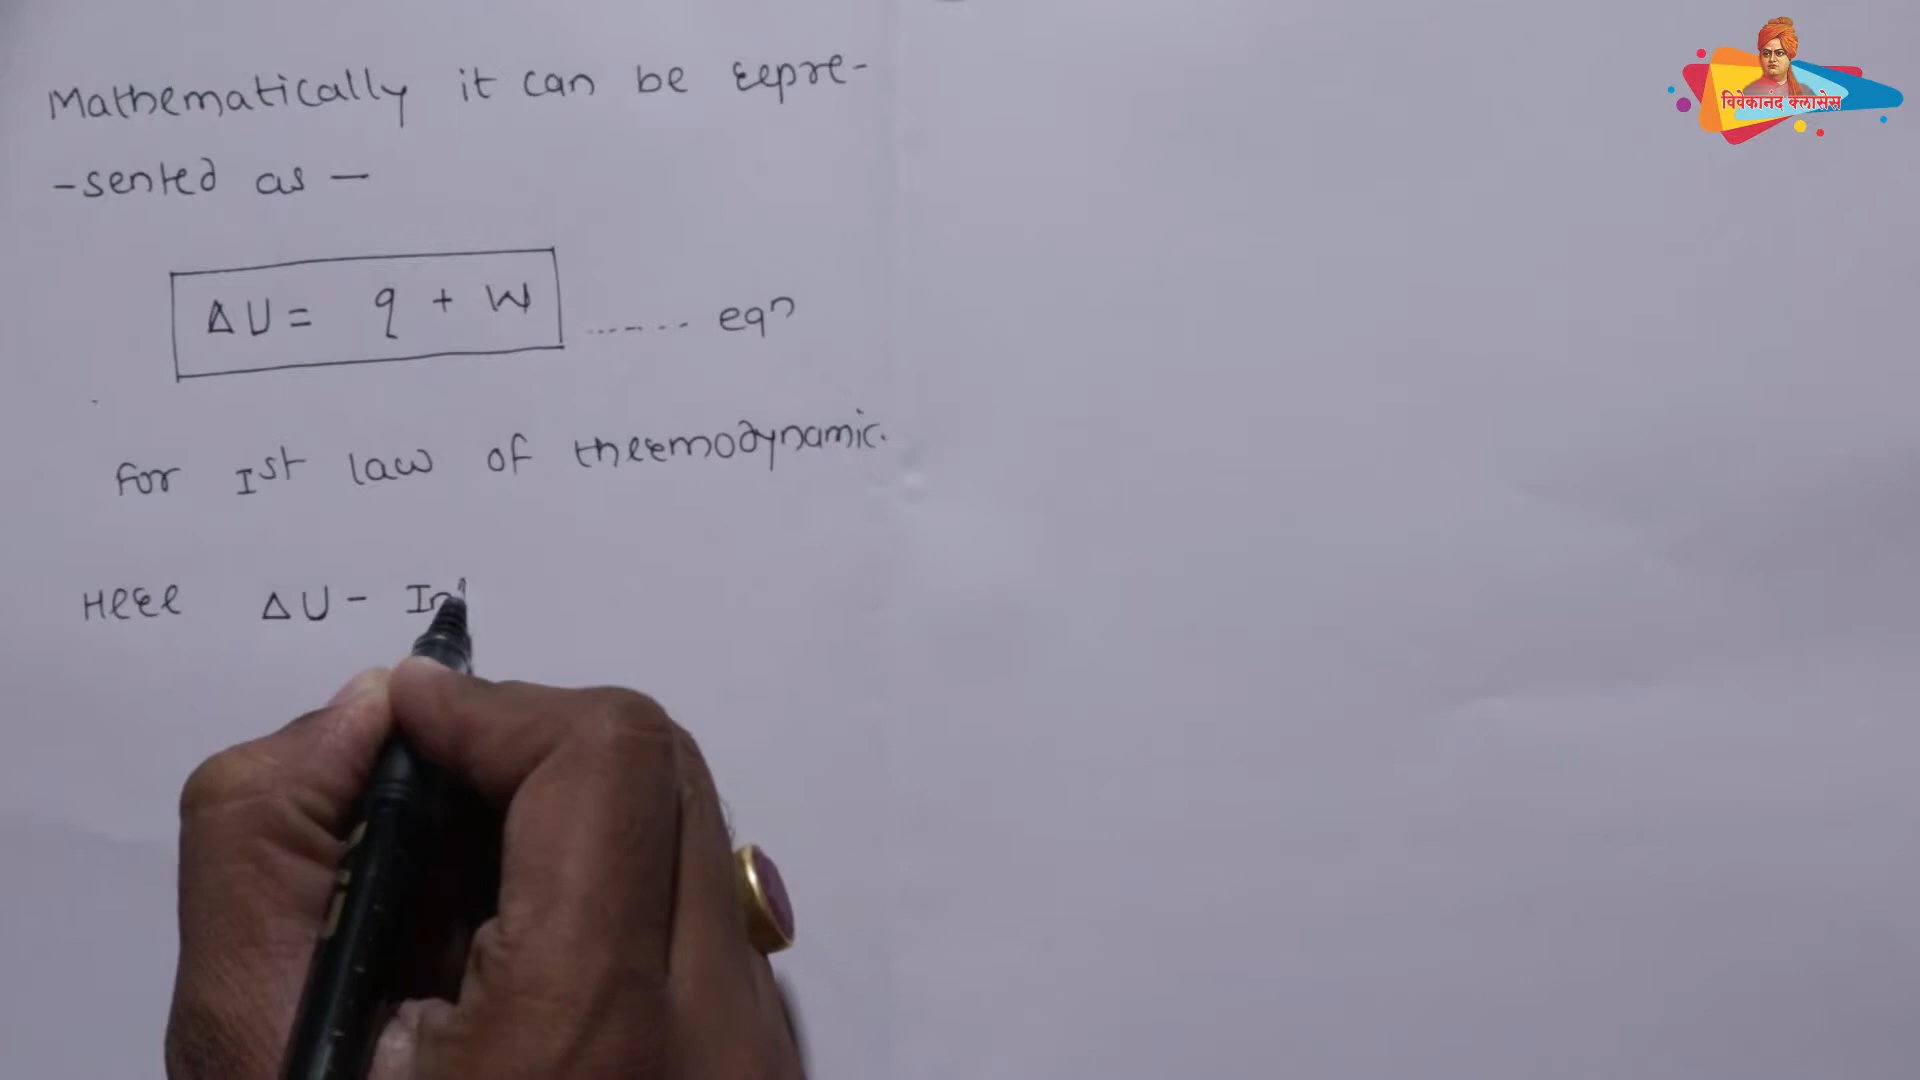 विवेकानंद क्लासेस
Mathematically it can be repre-
-sented as —
ΔU = q + W ....... eqn
For Ist law of thermodynamic.
Here ΔU -